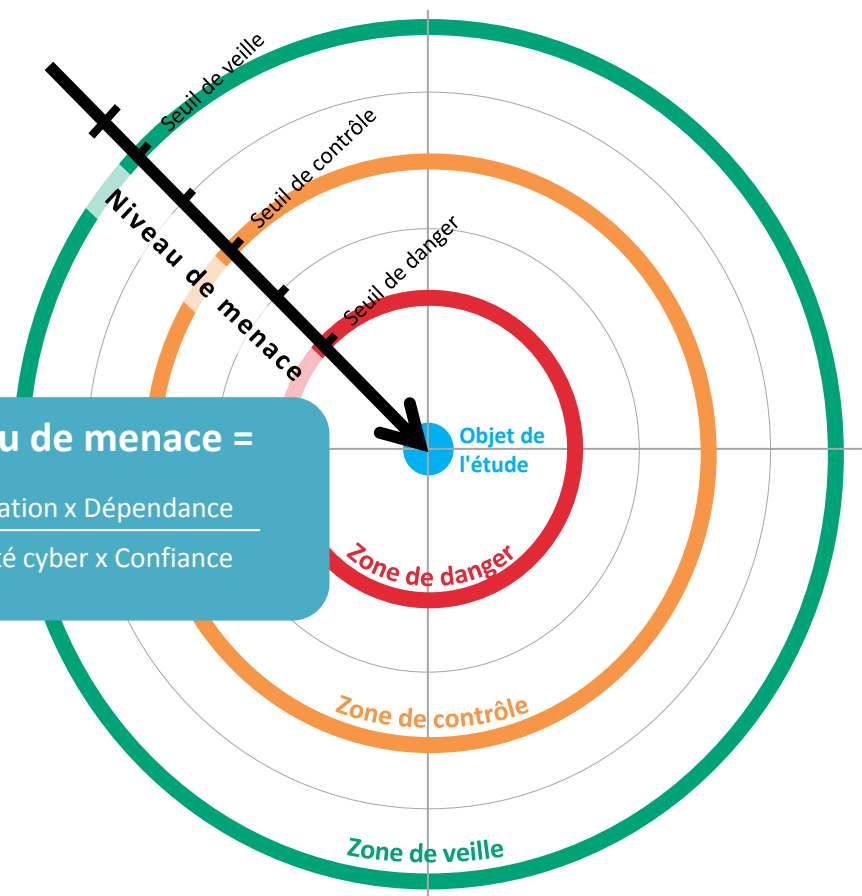 Seuil de veille
Seuil de contrôle
Seuil de danger
Niveau de menace
u de menace =
ation x Dépendance
té cyber x Confiance
Objet de
l'étude
Zone de danger
Zone de contrôle
Zone de veille